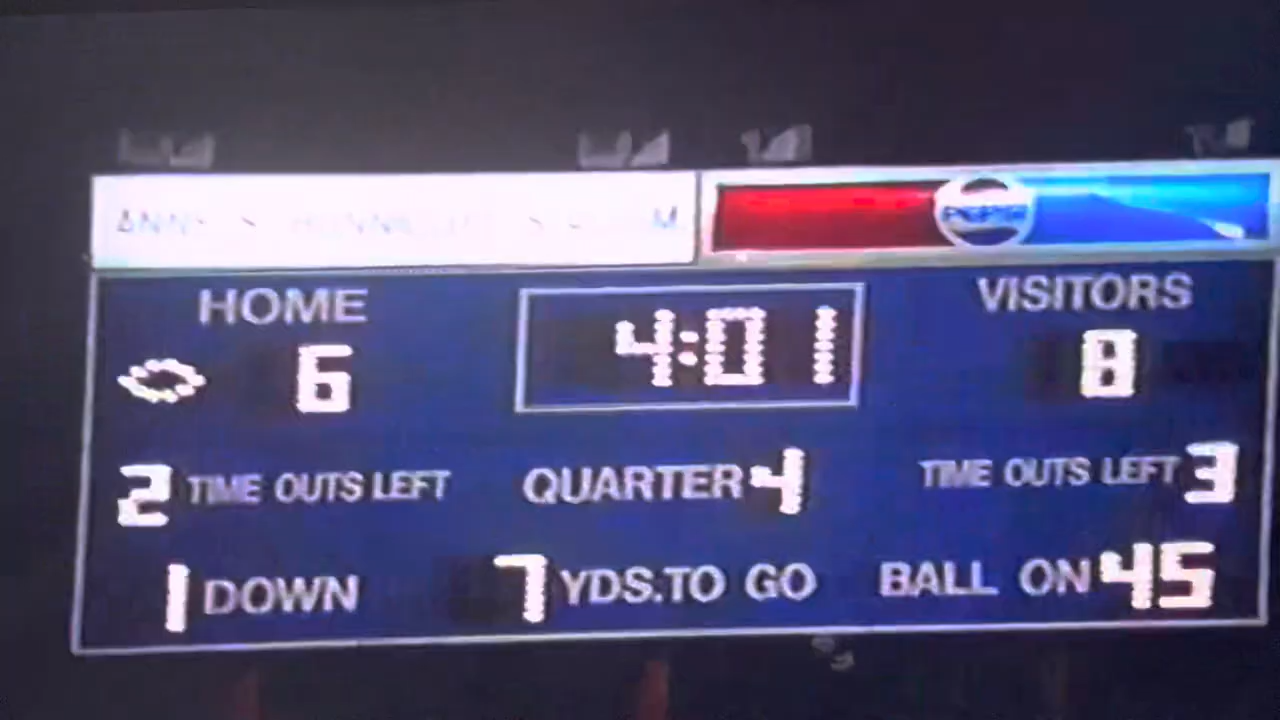 PEPSI
HOME 4:01 VISITORS
6 8
2 TIME OUTS LEFT QUARTER 4 TIME OUTS LEFT 3
1 DOWN 7 YDS.TO GO BALL ON 45